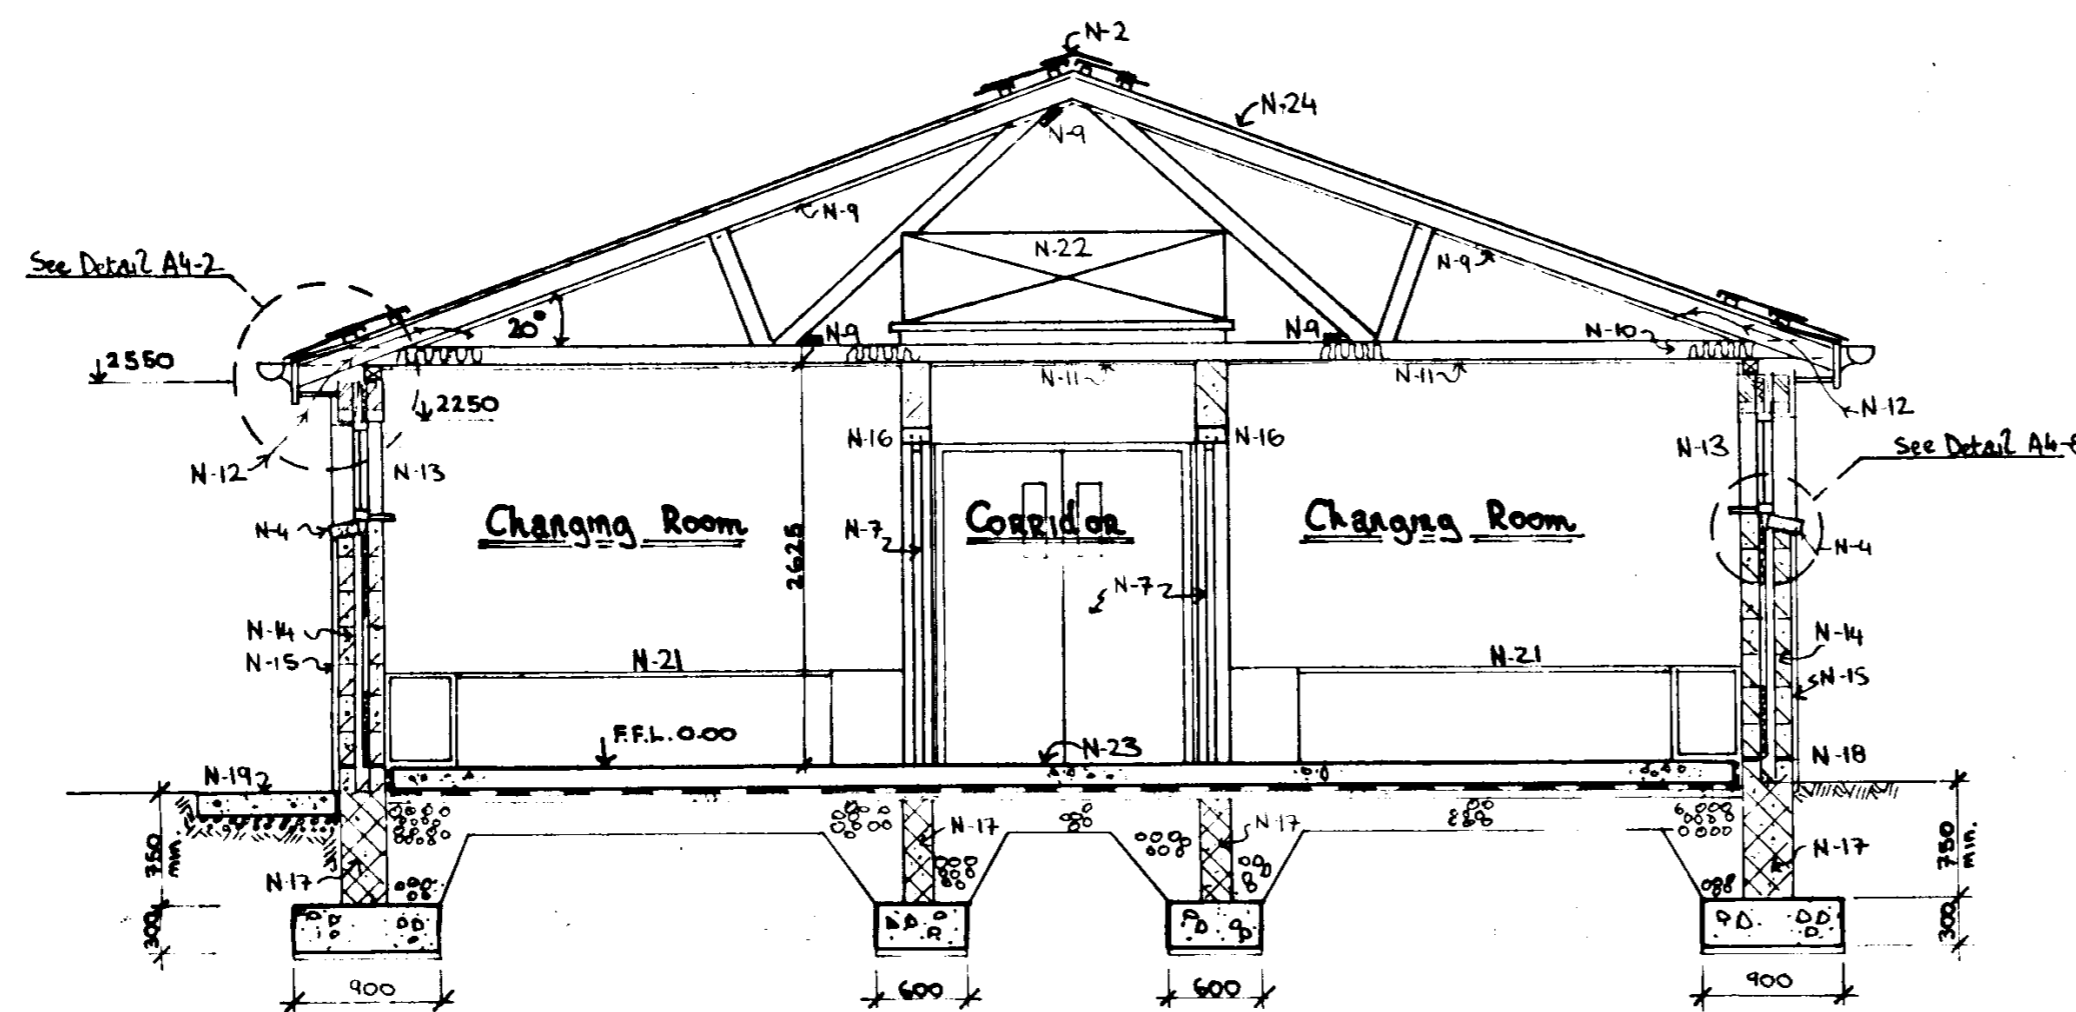 N-2
N-24
N-9
N-9
N-22
N-9
See Detail A4-2
20°
N-9
N-9
N-10
2550
N-11
N-11
2250
N-12
N-16
N-16
N-13
See Detail A4-
N-12
N-13
Changing Room
Corridor
Changing Room
N-4
N-7
N-4
2625
N-7
N-14
N-14
N-15
N-21
N-21
N-15
F.F.L. 0.00
N-23
N-18
N-19
750 min.
N-17
N-17
N-17
N-17
750 min.
300
300
900
600
600
900